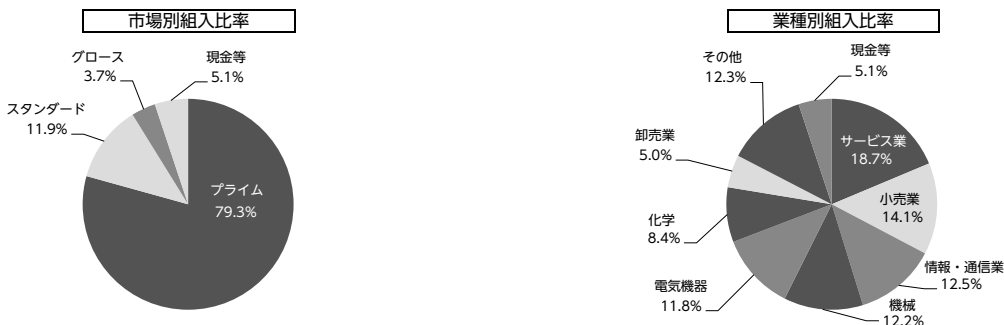 市場別組入比率
グロース
3.7%
現金等
5.1%
スタンダード
11.9%
プライム
79.3%
業種別組入比率
その他
12.3%
現金等
5.1%
卸売業
5.0%
サービス業
18.7%
小売業
14.1%
化学
8.4%
情報・通信業
12.5%
電気機器
11.8%
機械
12.2%